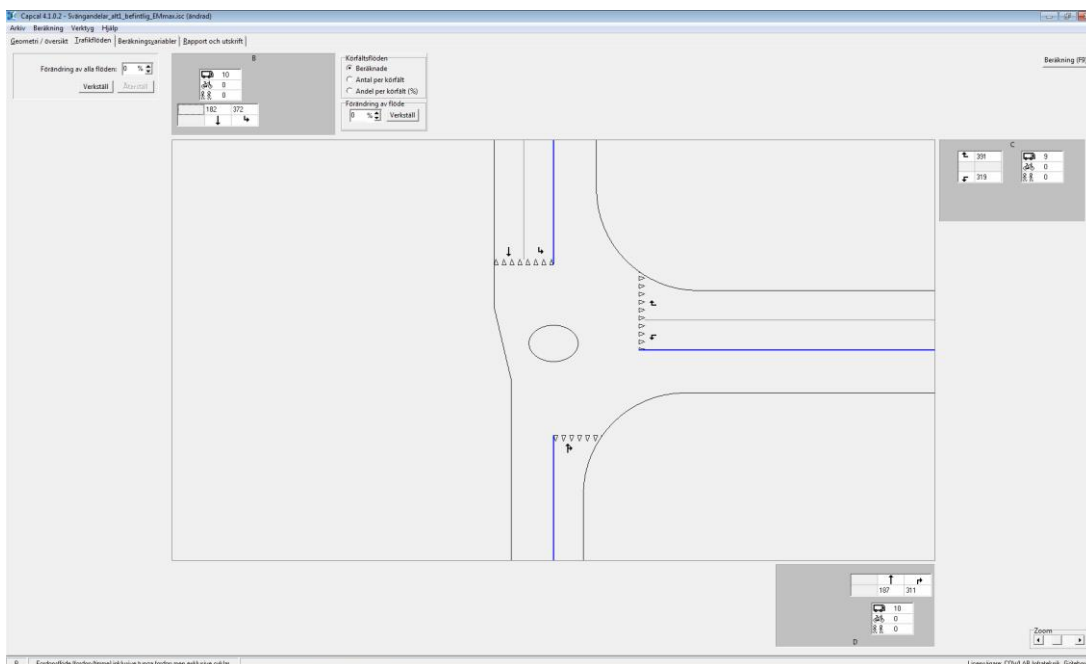 Capcal 4.1.0.2 - Svängandelar_alt1_befintlig_EMmax.isc (ändrad)
Arkiv Beräkning Verktyg Hjälp
Geometri / översikt Trafikflöden Beräkningsvariabler Rapport och utskrift
Förändring av alla flöden: 0 %
Verkställ Återställ
B
10
0
0
182 372
Körfältsflöden
Beräknade
Antal per körfält
Andel per körfält (%)
Förändring av flöde
0 % Verkställ
Beräkning (F9)
C
391 9
0
319 0
187 311
10
0
0
D
Zoom